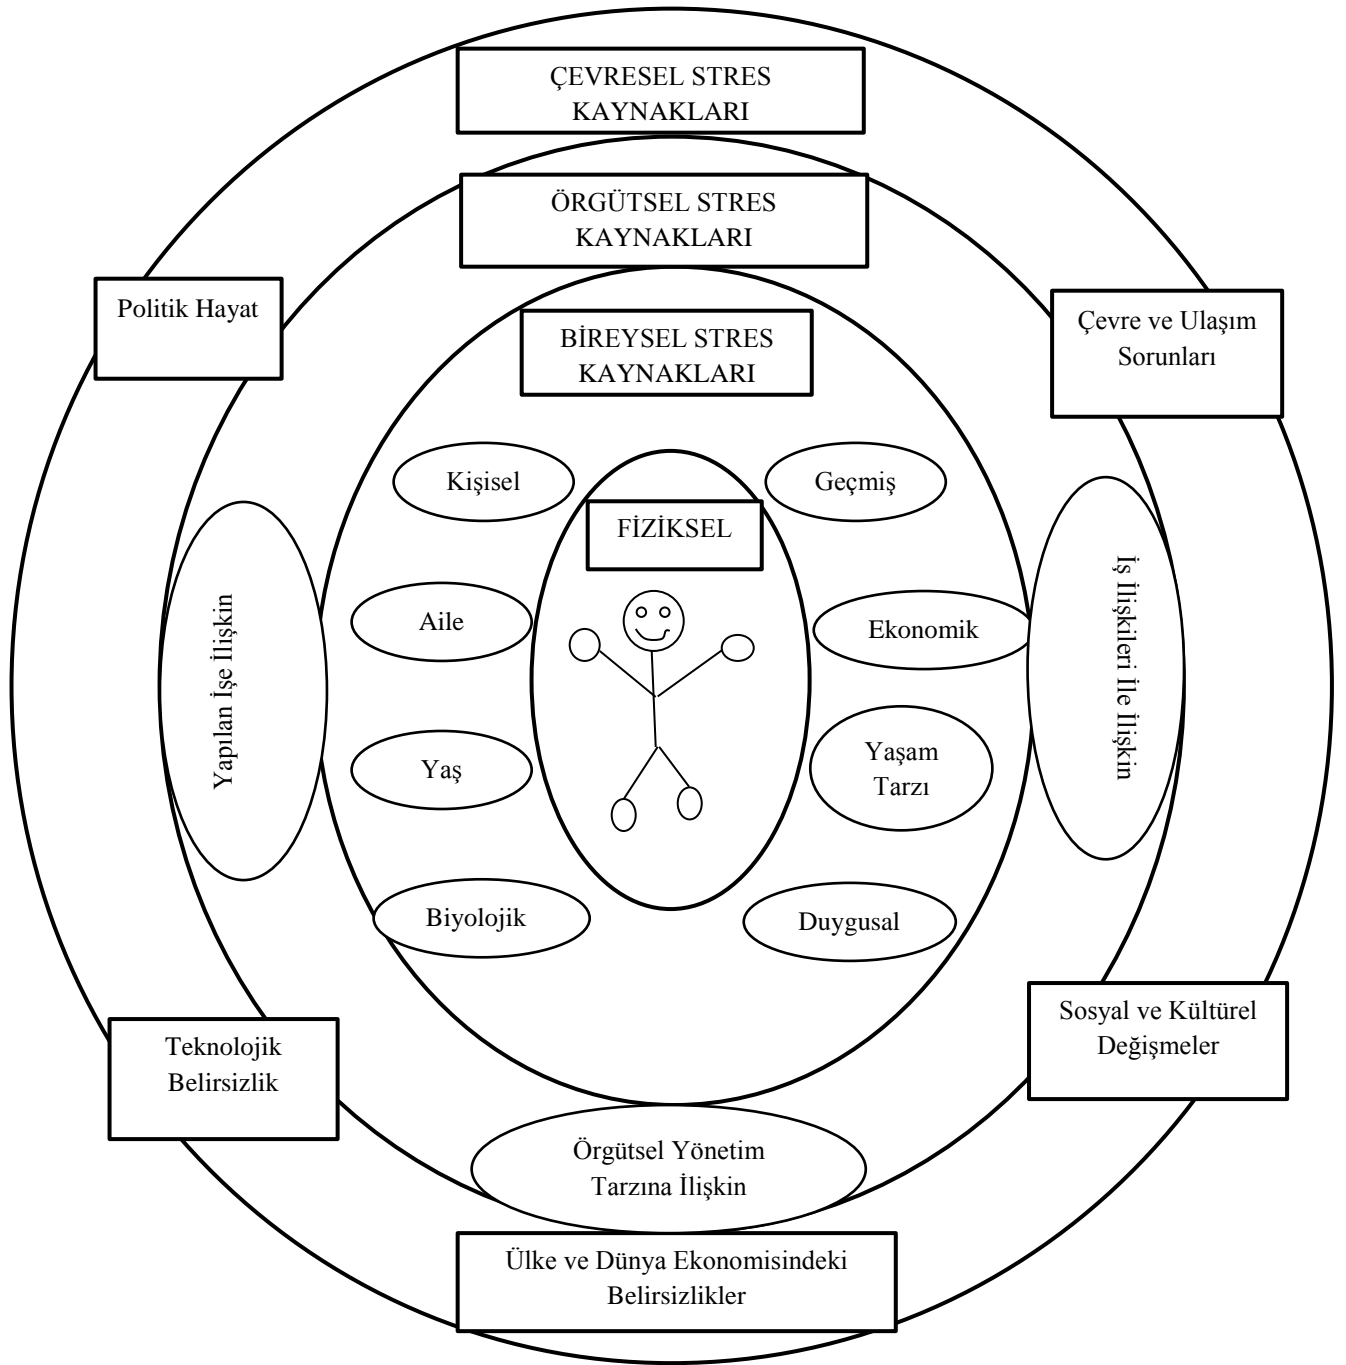 ÇEVRESEL STRES
KAYNAKLARI
ÖRGÜTSEL STRES
KAYNAKLARI
Politik Hayat
Çevre ve Ulaşım
Sorunları
BİREYSEL STRES
KAYNAKLARI
Kişisel
Geçmiş
FİZİKSEL
Aile
Ekonomik
Yapılan İşe İlişkin
İş İlişkileri İle İlişkin
Yaş
Yaşam
Tarzı
Biyolojik
Duygusal
Teknolojik
Belirsizlik
Sosyal ve Kültürel
Değişmeler
Örgütsel Yönetim
Tarzına İlişkin
Ülke ve Dünya Ekonomisindeki
Belirsizlikler